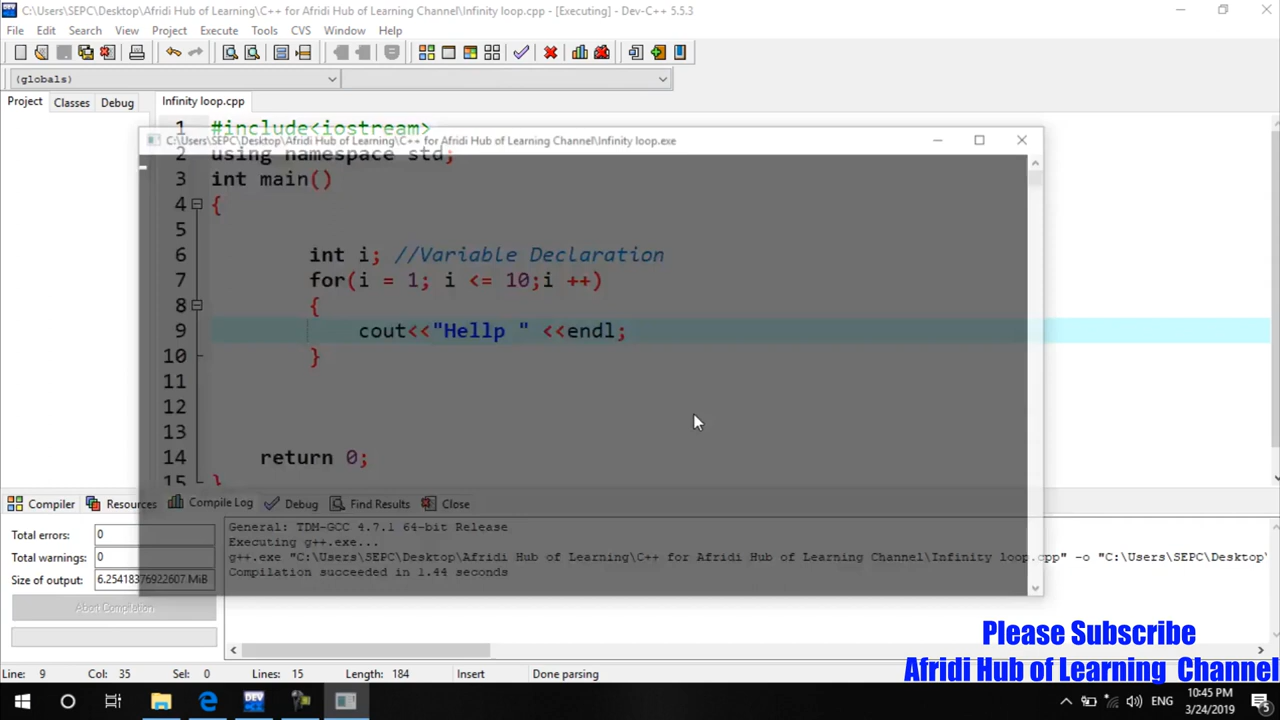 C:\Users\SEPC\Desktop\Afridi Hub of Learning\C++ for Afridi Hub of Learning Channel\Infinity loop.cpp - [Executing] - Dev-C++ 5.5.3
File Edit Search View Project Execute Tools CVS Window Help
(globals)
Project Classes Debug Infinity loop.cpp
1 #include<iostream>
C:\Users\SEPC\Desktop\Afridi Hub of Learning\C++ for Afridi Hub of Learning Channel\Infinity loop.exe
2 using namespace std;
3 int main()
4 {
5
6 int i; //Variable Declaration
7 for(i = 1; i <= 10;i ++)
8 {
9 cout<<"Hellp " <<endl;
10 }
11
12
13
14 return 0;
15 }
Compiler Resources Compile Log Debug Find Results Close
Total errors: 0
Total warnings: 0
Size of output: 6.25418376922607 MiB
Abort Compilation
General: TDM-GCC 4.7.1 64-bit Release
Executing g++.exe...
g++.exe "C:\Users\SEPC\Desktop\Afridi Hub of Learning\C++ for Afridi Hub of Learning Channel\Infinity loop.cpp" -o "C:\Users\SEPC\Desktop\
Compilation succeeded in 1.44 seconds
Please Subscribe
Afridi Hub of Learning Channel
Line: 9 Col: 35 Sel: 0 Lines: 15 Length: 184 Insert Done parsing
DEV
ENG
10:45 PM
3/24/2019
5